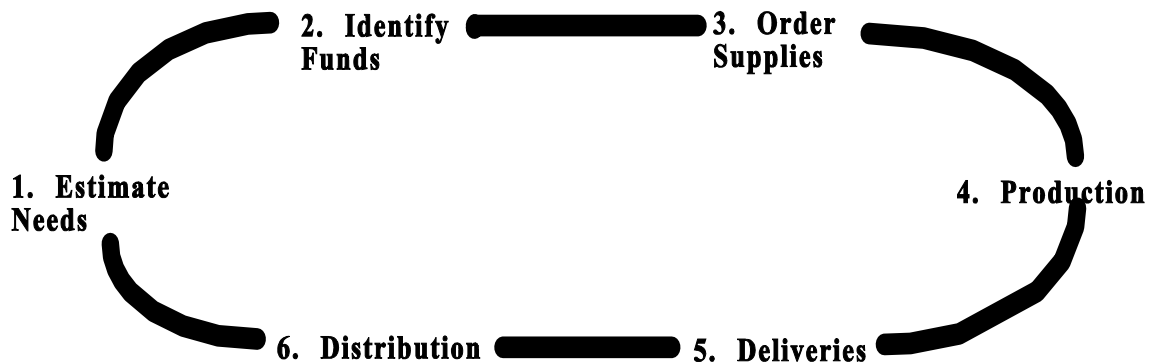 1. Estimate
Needs
2. Identify
Funds
3. Order
Supplies
4. Production
5. Deliveries
6. Distribution